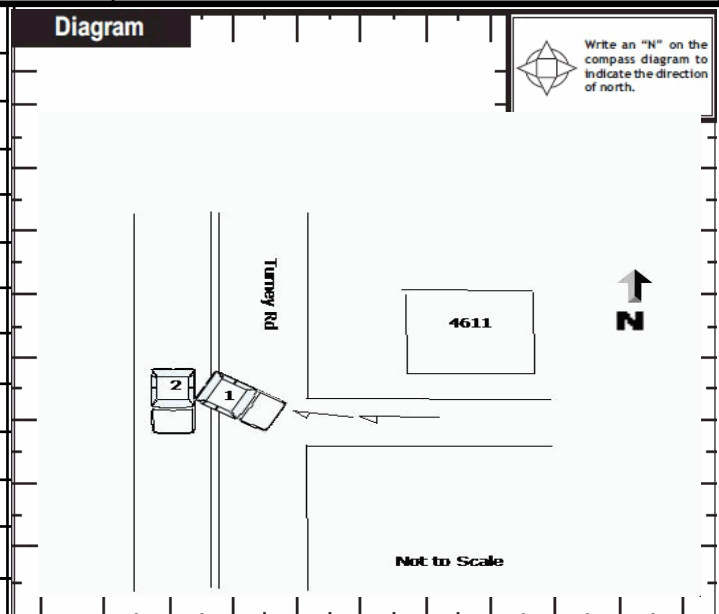 Diagram
Write an “N” on the
compass diagram to
indicate the direction
of north.
Turney Rd
4611
N
2
1
Not to Scale